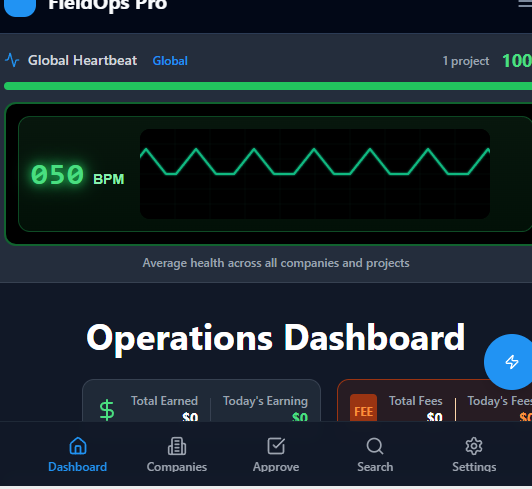 FieldOps Pro
Global Heartbeat Global 1 project 100
050 BPM
Average health across all companies and projects
Operations Dashboard
Total Earned Today's Earning Total Fees Today's Fees
$ $0 $0 FEE $0 $0
Dashboard Companies Approve Search Settings